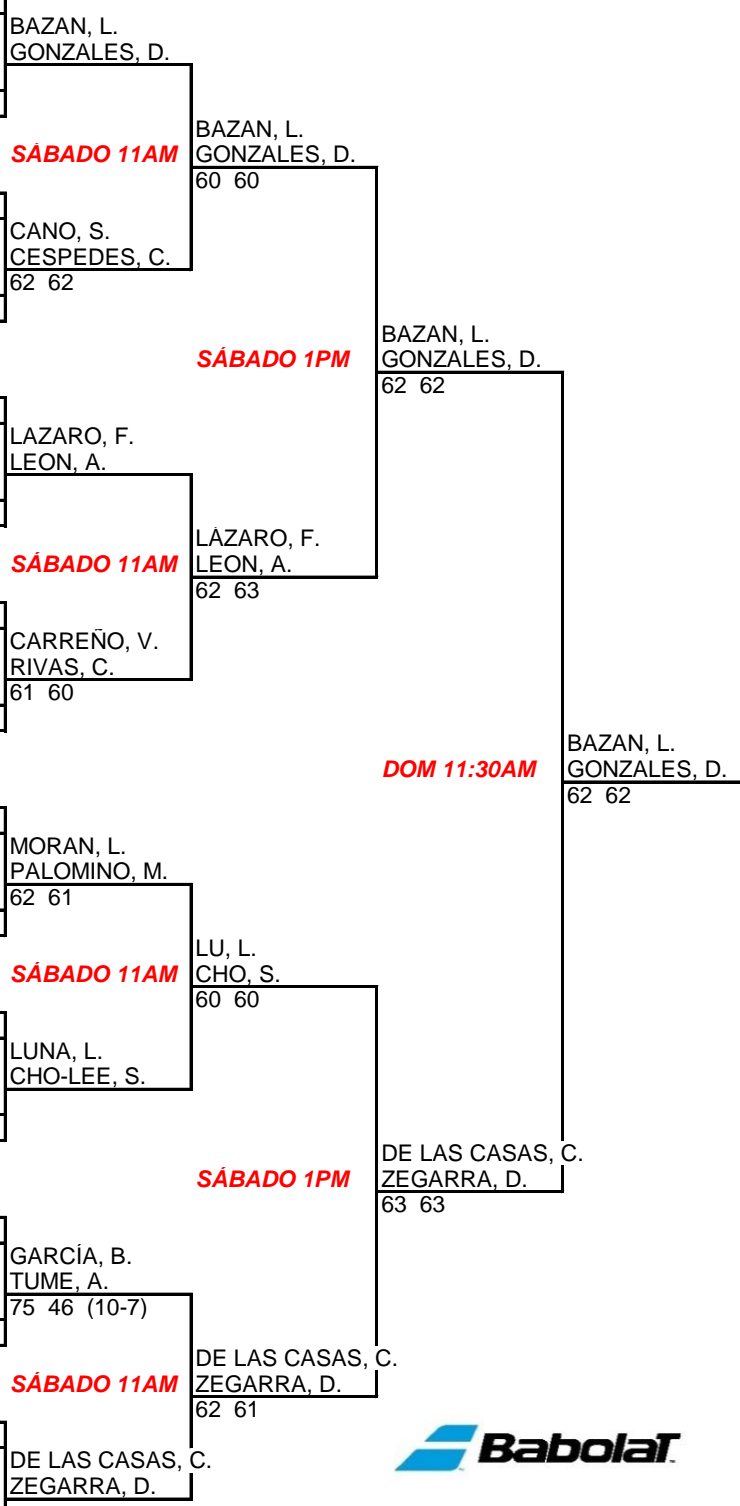 BAZAN, L.
GONZALES, D.
SÁBADO 11AM
BAZAN, L.
GONZALES, D.
60 60
CANO, S.
CESPEDES, C.
62 62
SÁBADO 1PM
BAZAN, L.
GONZALES, D.
62 62
LAZARO, F.
LEON, A.
SÁBADO 11AM
LÁZARO, F.
LEON, A.
62 63
CARREÑO, V.
RIVAS, C.
61 60
DOM 11:30AM
BAZAN, L.
GONZALES, D.
62 62
MORAN, L.
PALOMINO, M.
62 61
SÁBADO 11AM
LU, L.
CHO, S.
60 60
LUNA, L.
CHO-LEE, S.
SÁBADO 1PM
DE LAS CASAS, C.
ZEGARRA, D.
63 63
GARCÍA, B.
TUME, A.
75 46 (10-7)
SÁBADO 11AM
DE LAS CASAS, C.
ZEGARRA, D.
62 61
DE LAS CASAS, C.
ZEGARRA, D.
BabolaT